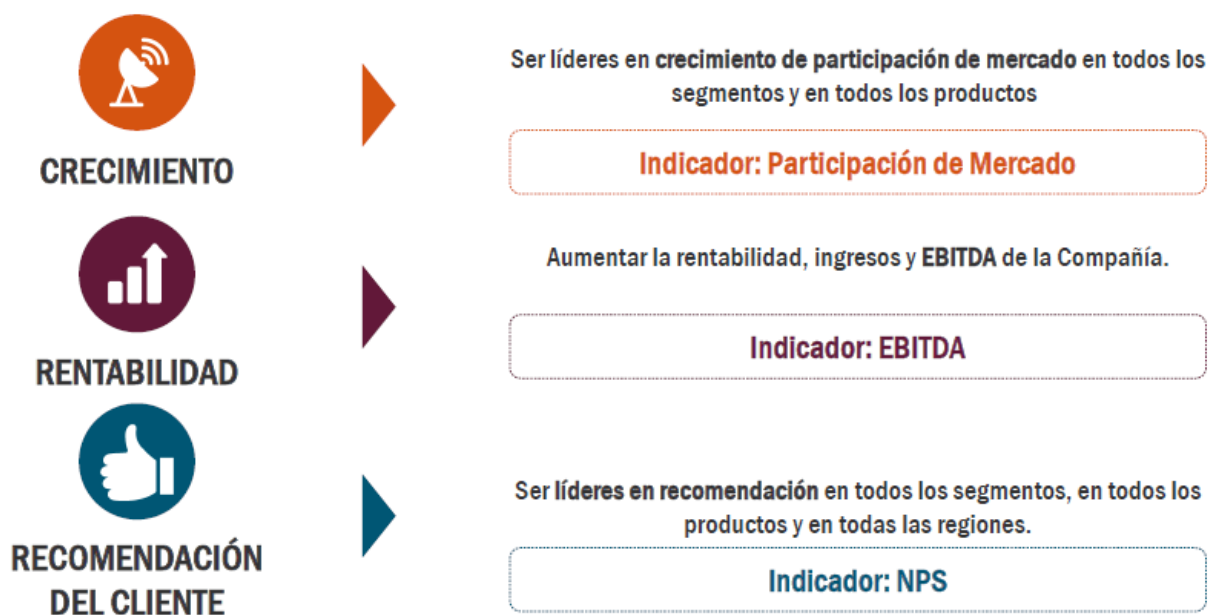 CRECIMIENTO
Ser líderes en crecimiento de participación de mercado en todos los
segmentos y en todos los productos
Indicador: Participación de Mercado
RENTABILIDAD
Aumentar la rentabilidad, ingresos y EBITDA de la Compañía.
Indicador: EBITDA
RECOMENDACIÓN
DEL CLIENTE
Ser líderes en recomendación en todos los segmentos, en todos los
productos y en todas las regiones.
Indicador: NPS